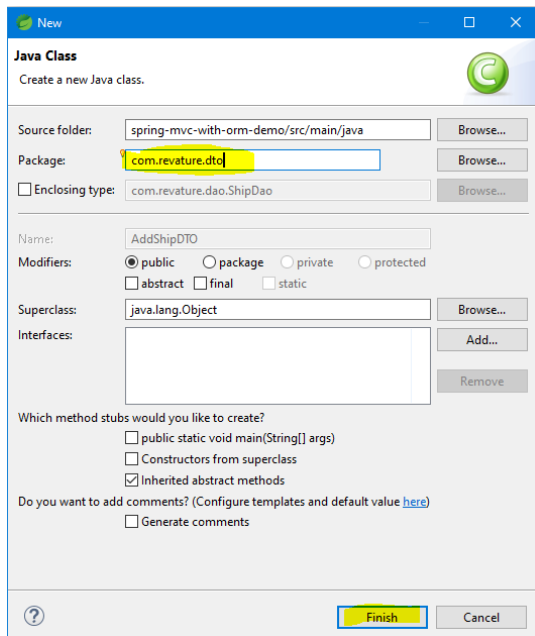 New
Java Class
Create a new Java class.
Source folder: spring-mvc-with-orm-demo/src/main/java Browse...
Package: com.revature.dto Browse...
Enclosing type: com.revature.dao.ShipDao Browse...
Name: AddShipDTO
Modifiers: public package private protected
abstract final static
Superclass: java.lang.Object Browse...
Interfaces: Add...
Remove
Which method stubs would you like to create?
public static void main(String[] args)
Constructors from superclass
Inherited abstract methods
Do you want to add comments? (Configure templates and default value here)
Generate comments
? Finish Cancel